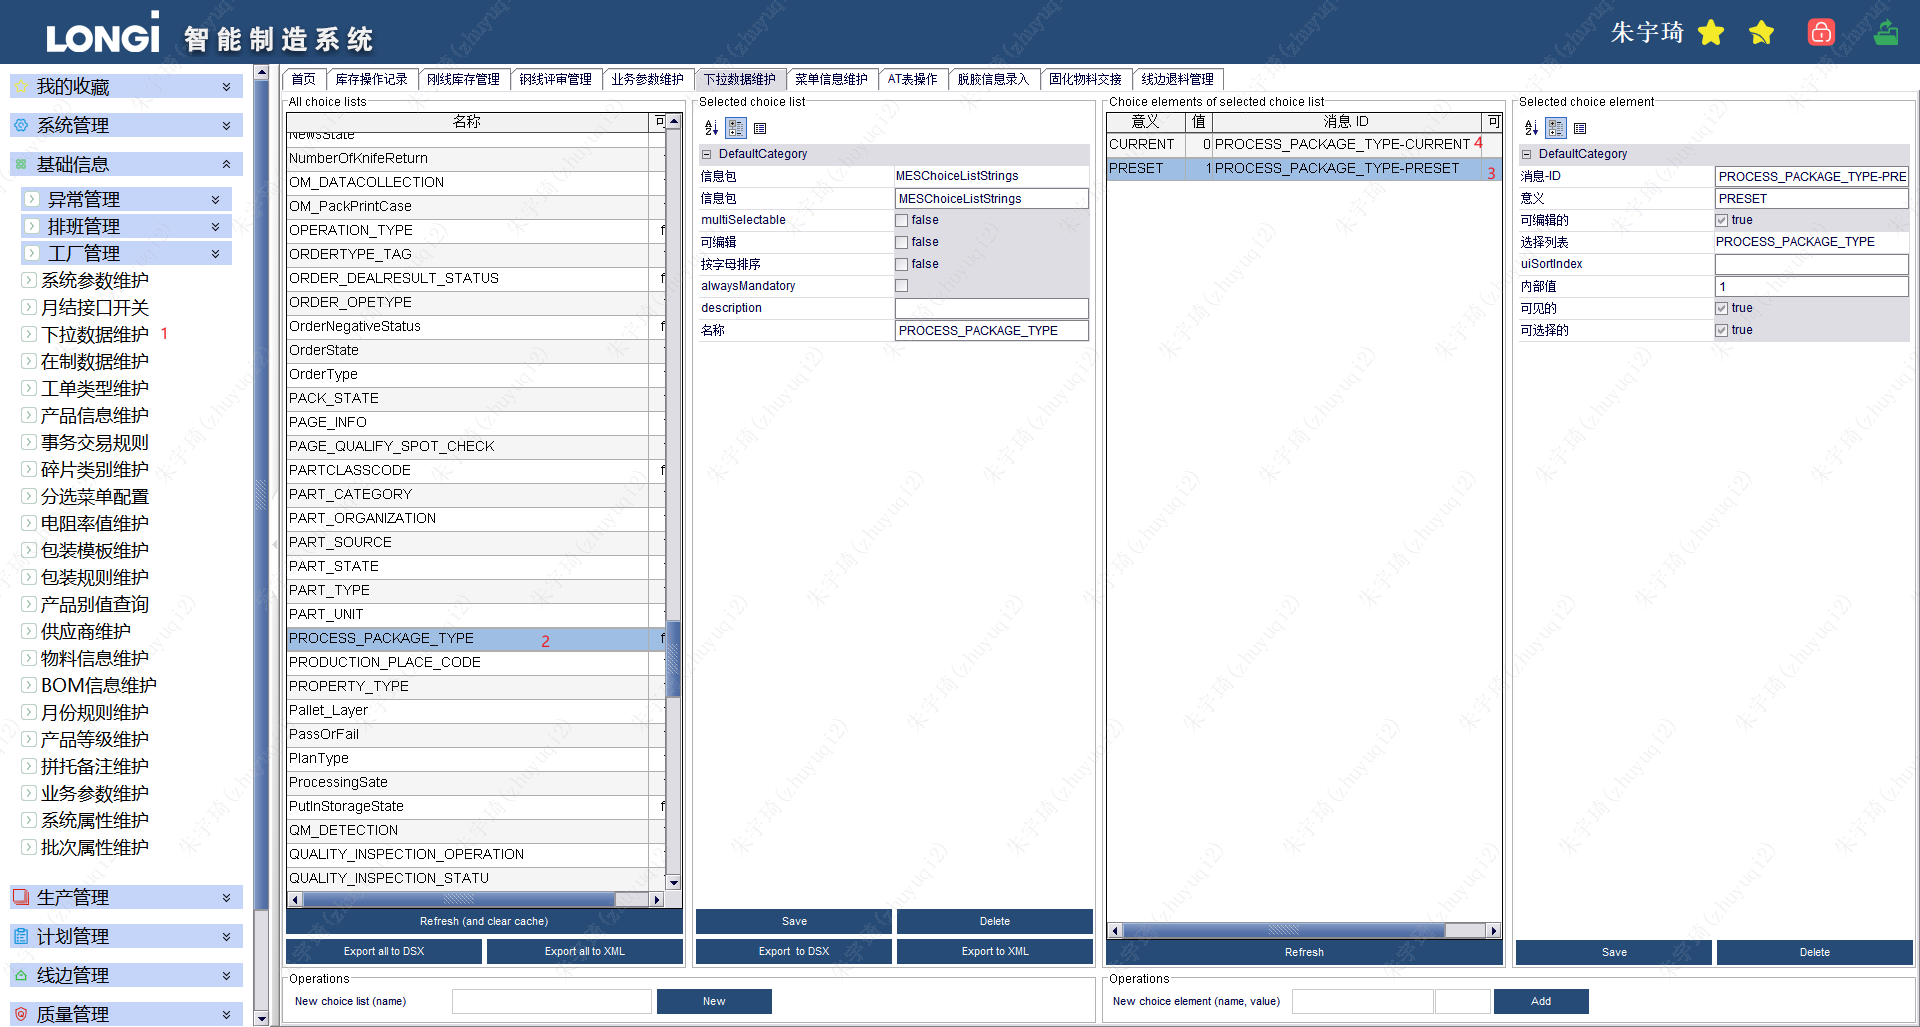 LONGi 智能制造系统
朱宇琦
我的收藏
系统管理
基础信息
异常管理
排班管理
工厂管理
系统参数维护
月结接口开关
下拉数据维护 1
在制数据维护
工单类型维护
产品信息维护
事务交易规则
碎片类别维护
分选菜单配置
电阻率值维护
包装模板维护
包装规则维护
产品别值查询
供应商维护
物料信息维护
BOM信息维护
月份规则维护
产品等级维护
拼托备注维护
业务参数维护
系统属性维护
批次属性维护
生产管理
计划管理
线边管理
质量管理
首页 库存操作记录 刚线库存管理 钢线评审管理 业务参数维护 下拉数据维护 菜单信息维护 AT表操作 脱胶信息录入 固化物料交接 线边退料管理
All choice lists
名称 可
NewsState
NumberOfKnifeReturn
OM_DATACOLLECTION
OM_PackPrintCase
OPERATION_TYPE f
ORDERTYPE_TAG
ORDER_DEALRESULT_STATUS f
ORDER_OPETYPE
OrderNegativeStatus f
OrderState
OrderType
PACK_STATE
PAGE_INFO
PAGE_QUALIFY_SPOT_CHECK
PARTCLASSCODE f
PART_CATEGORY
PART_ORGANIZATION
PART_SOURCE
PART_STATE
PART_TYPE
PART_UNIT
PROCESS_PACKAGE_TYPE 2 f
PRODUCTION_PLACE_CODE
PROPERTY_TYPE
Pallet_Layer
PassOrFail
PlanType
ProcessingSate
PutInStorageState f
QM_DETECTION
QUALITY_INSPECTION_OPERATION
QUALITY_INSPECTION_STATU
Refresh (and clear cache)
Export all to DSX Export all to XML
Operations
New choice list (name) New
Selected choice list
DefaultCategory
信息包 MESChoiceListStrings
信息包 MESChoiceListStrings
multiSelectable false
可编辑 false
按字母排序 false
alwaysMandatory
description
名称 PROCESS_PACKAGE_TYPE
Save Delete
Export to DSX Export to XML
Choice elements of selected choice list
意义 值 消息 ID 可
CURRENT 0 PROCESS_PACKAGE_TYPE-CURRENT 4
PRESET 1 PROCESS_PACKAGE_TYPE-PRESET 3
Refresh
Operations
New choice element (name, value) Add
Selected choice element
DefaultCategory
消息-ID PROCESS_PACKAGE_TYPE-PRE
意义 PRESET
可编辑的 true
选择列表 PROCESS_PACKAGE_TYPE
uiSortIndex
内部值 1
可见的 true
可选择的 true
Save Delete
朱宇琦(zhuyuqi2)